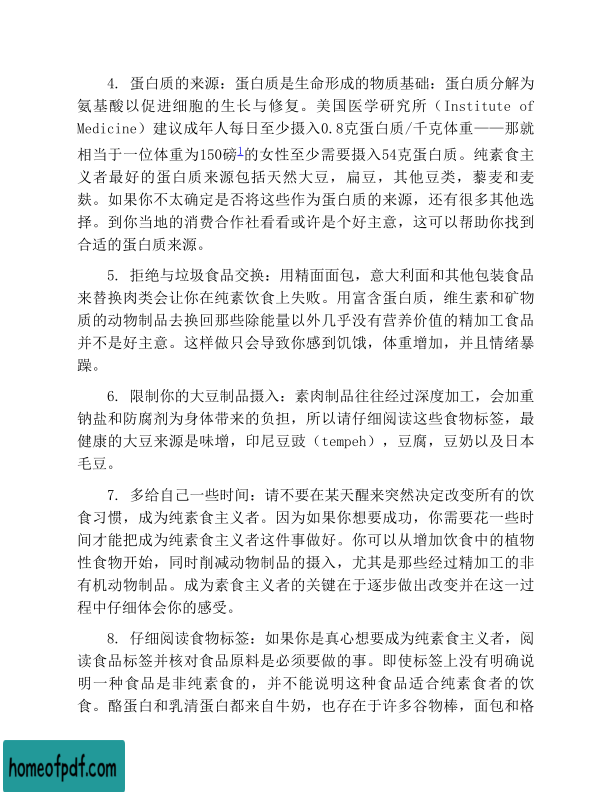 4. 蛋白质的来源：蛋白质是生命形成的物质基础：蛋白质分解为
氨基酸以促进细胞的生长与修复。美国医学研究所（Institute of
Medicine）建议成年人每日至少摄入0.8克蛋白质/千克体重——那就
相当于一位体重为150磅1的女性至少需要摄入54克蛋白质。纯素食主
义者最好的蛋白质来源包括天然大豆，扁豆，其他豆类，藜麦和麦
麸。如果你不太确定是否将这些作为蛋白质的来源，还有很多其他选
择。到你当地的消费合作社看看或许是个好主意，这可以帮助你找到
合适的蛋白质来源。
5. 拒绝与垃圾食品交换：用精面面包，意大利面和其他包装食品
来替换肉类会让你在纯素饮食上失败。用富含蛋白质，维生素和矿物
质的动物制品去换回那些除能量以外几乎没有营养价值的精加工食品
并不是好主意。这样做只会导致你感到饥饿，体重增加，并且情绪暴
躁。
6. 限制你的大豆制品摄入：素肉制品往往经过深度加工，会加重
钠盐和防腐剂为身体带来的负担，所以请仔细阅读这些食物标签，最
健康的大豆来源是味增，印尼豆豉（tempeh），豆腐，豆奶以及日本
毛豆。
7. 多给自己一些时间：请不要在某天醒来突然决定改变所有的饮
食习惯，成为纯素食主义者。因为如果你想要成功，你需要花一些时
间才能把成为纯素食主义者这件事做好。你可以从增加饮食中的植物
性食物开始，同时削减动物制品的摄入，尤其是那些经过精加工的非
有机动物制品。成为素食主义者的关键在于逐步做出改变并在这一过
程中仔细体会你的感受。
8. 仔细阅读食物标签：如果你是真心想要成为纯素食主义者，阅
读食品标签并核对食品原料是必须要做的事。即使标签上没有明确说
明一种食品是非纯素食的，并不能说明这种食品适合纯素食者的饮
食。酪蛋白和乳清蛋白都来自牛奶，也存在于许多谷物棒，面包和格
homeofpdf.com